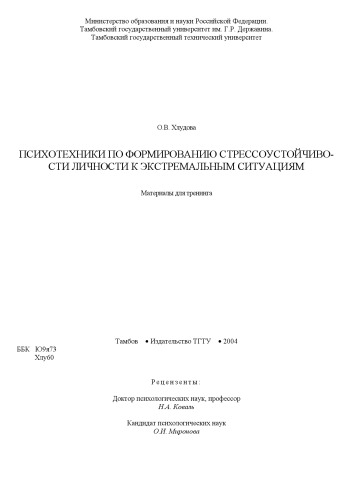 Министерство образования и науки Российской Федерации.
Тамбовский государственный университет им. Г.Р. Державина.
Тамбовский государственный технический университет
О.В. Хлудова
ПСИХОТЕХНИКИ ПО ФОРМИРОВАНИЮ СТРЕССОУСТОЙЧИВО-
СТИ ЛИЧНОСТИ К ЭКСТРЕМАЛЬНЫМ СИТУАЦИЯМ
Материалы для тренинга
Тамбов • Издательство ТГТУ • 2004
ББК Ю9я73
Хлу60
Рецензенты:
Доктор психологических наук, профессор
Н.А. Коваль
Кандидат психологических наук
О.И. Миронова